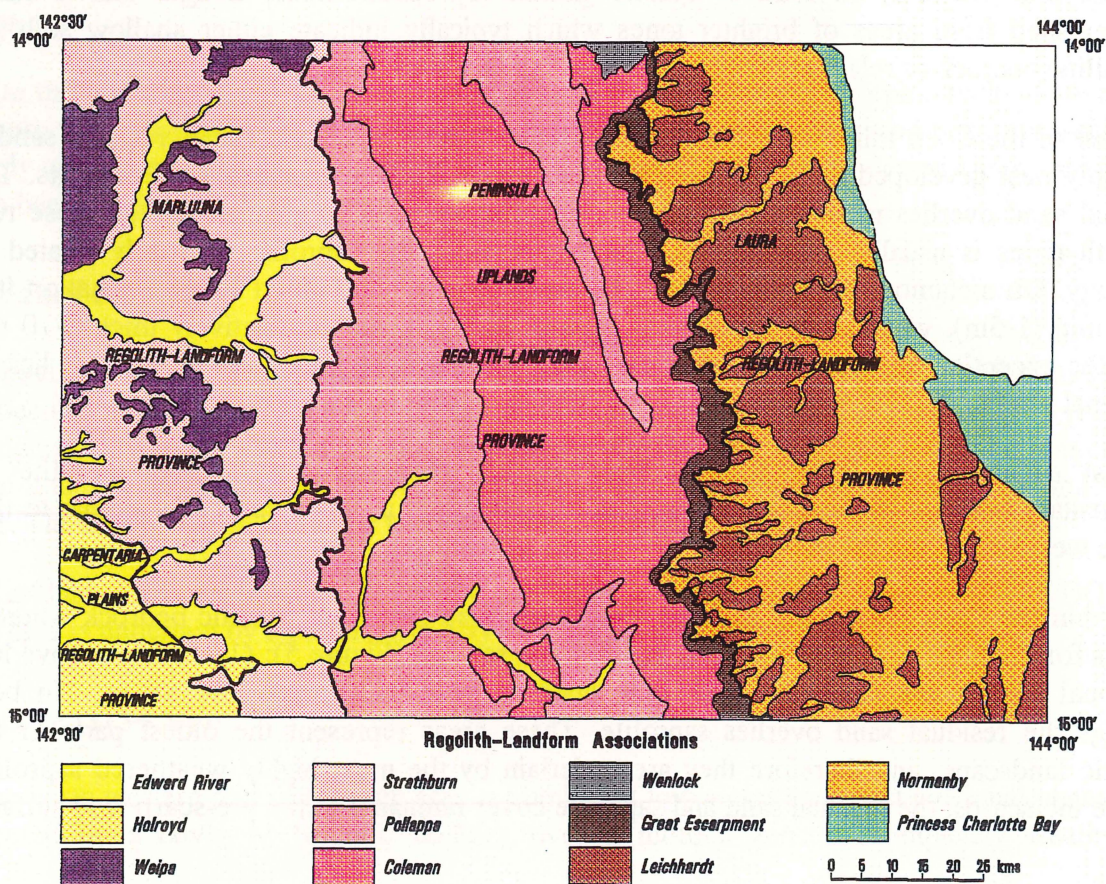 142°30'
144°00'
14°00'
14°00'
MARLUUNA
REGOLITH-LANDFORM
PROVINCE
PENINSULA
UPLANDS
REGOLITH-LANDFORM
PROVINCE
LAURA
REGOLITH-LANDFORM
PROVINCE
CARPENTARIA
PLAINS
REGOLITH-LANDFORM
PROVINCE
15°00'
15°00'
142°30'
144°00'
Regolith-Landform Associations
Edward River
Holroyd
Weipa
Strathburn
Pollappa
Coleman
Wenlock
Great Escarpment
Leichhardt
Normanby
Princess Charlotte Bay
0 5 10 15 20 25 kms